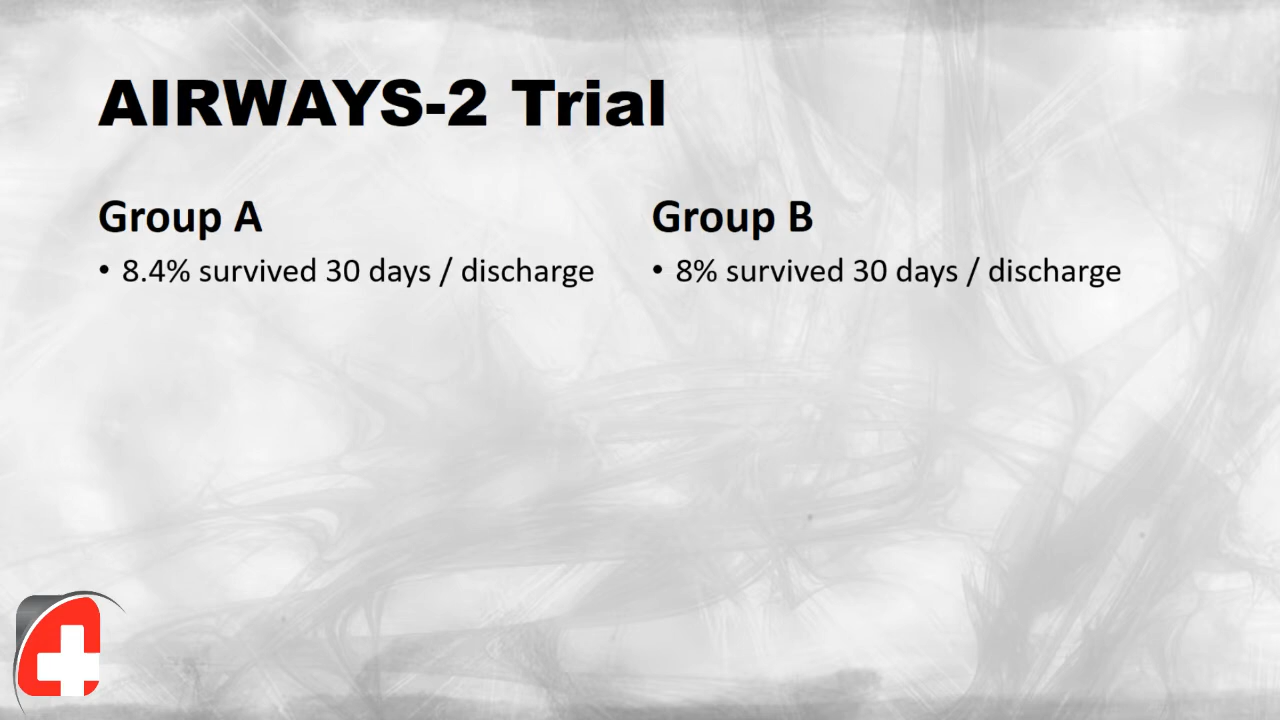 AIRWAYS-2 Trial
Group A
• 8.4% survived 30 days / discharge
Group B
• 8% survived 30 days / discharge